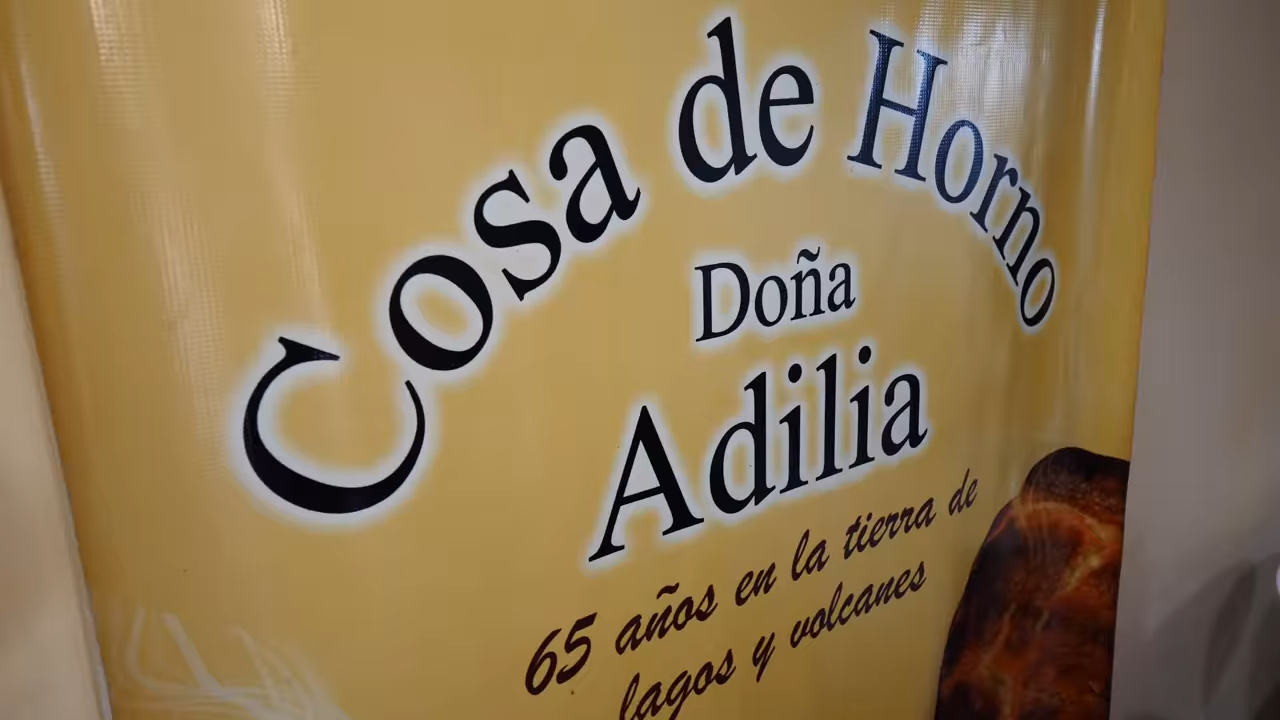 Cosa de Horno
Doña
Adilia
65 años en la tierra de
lagos y volcanes